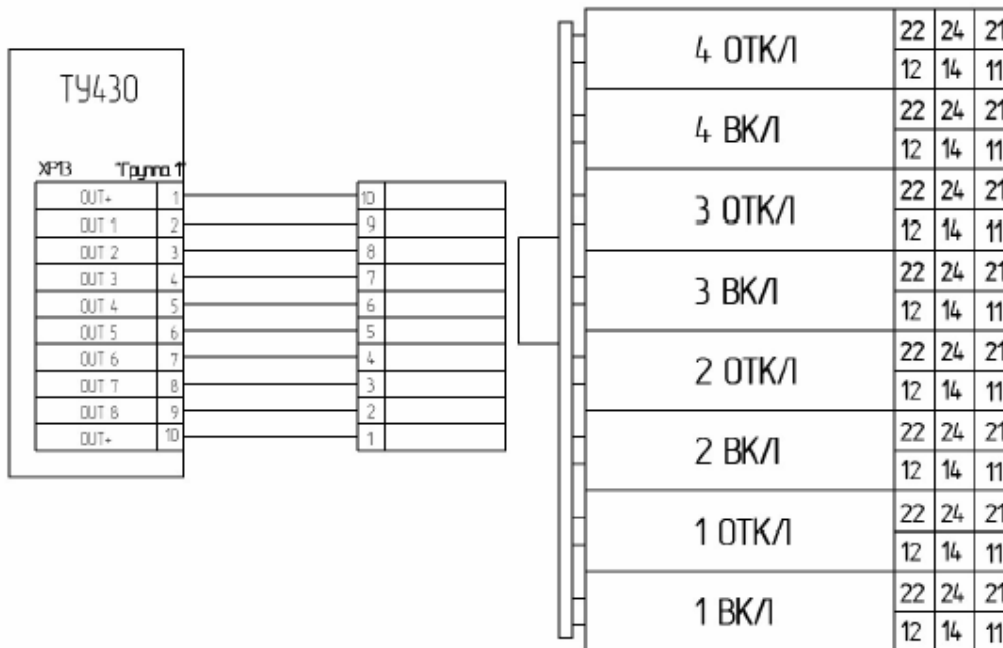 ТУ430
ХР13 "Группа 1"
OUT+ 1
OUT 1 2
OUT 2 3
OUT 3 4
OUT 4 5
OUT 5 6
OUT 6 7
OUT 7 8
OUT 8 9
OUT+ 10
10
9
8
7
6
5
4
3
2
1
4 ОТКЛ
22 24 21
12 14 11
4 ВКЛ
22 24 21
12 14 11
3 ОТКЛ
22 24 21
12 14 11
3 ВКЛ
22 24 21
12 14 11
2 ОТКЛ
22 24 21
12 14 11
2 ВКЛ
22 24 21
12 14 11
1 ОТКЛ
22 24 21
12 14 11
1 ВКЛ
22 24 21
12 14 11